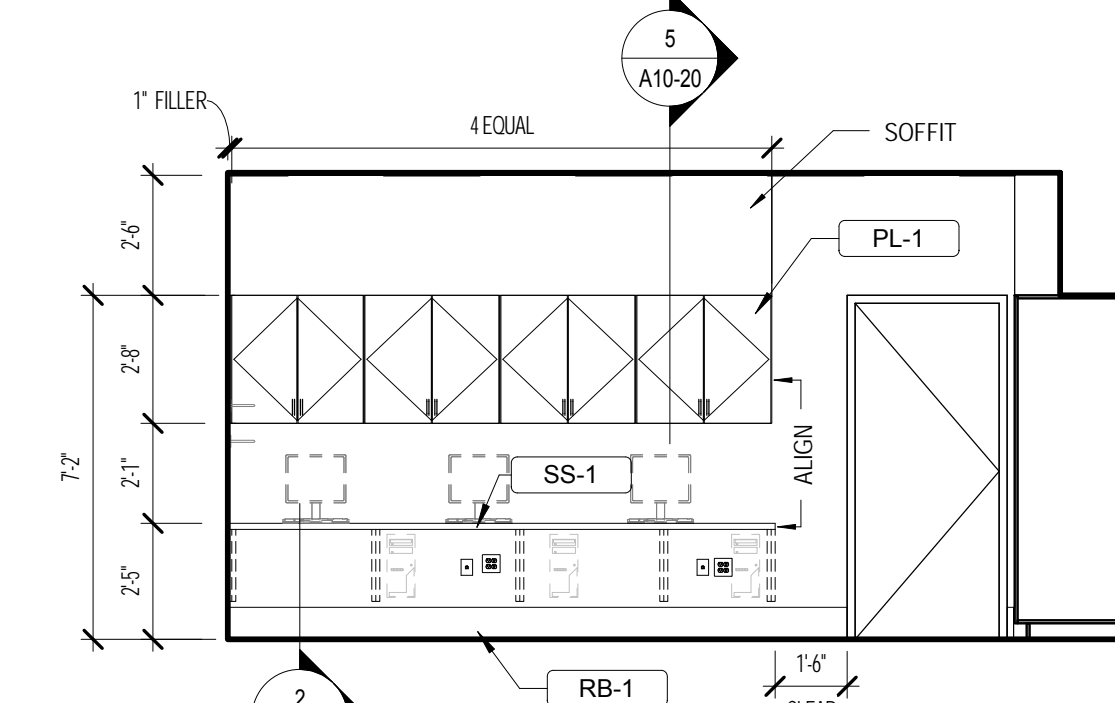 5
A10-20
1" FILLER
4 EQUAL
SOFFIT
2'-6"
PL-1
2'-8"
ALIGN
7'-2"
2'-1"
SS-1
2'-5"
1'-6"
RB-1
CLEAR
2